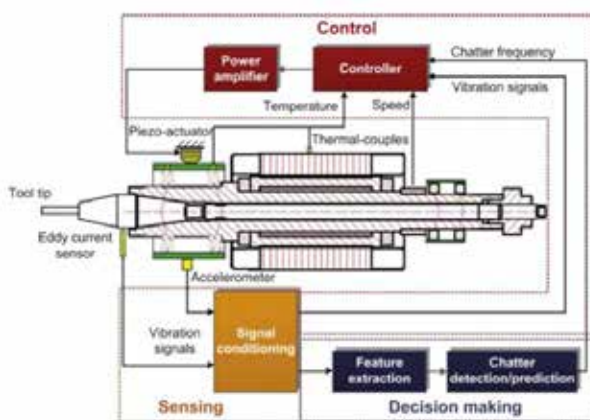 Control
Power
amplifier
Controller
Chatter frequency
Vibration signals
Temperature
Speed
Piezo-actuator
Thermal-couples
Tool tip
Eddy current
sensor
Accelerometer
Vibration
signals
Signal
conditioning
Feature
extraction
Chatter
detection/prediction
Sensing
Decision making